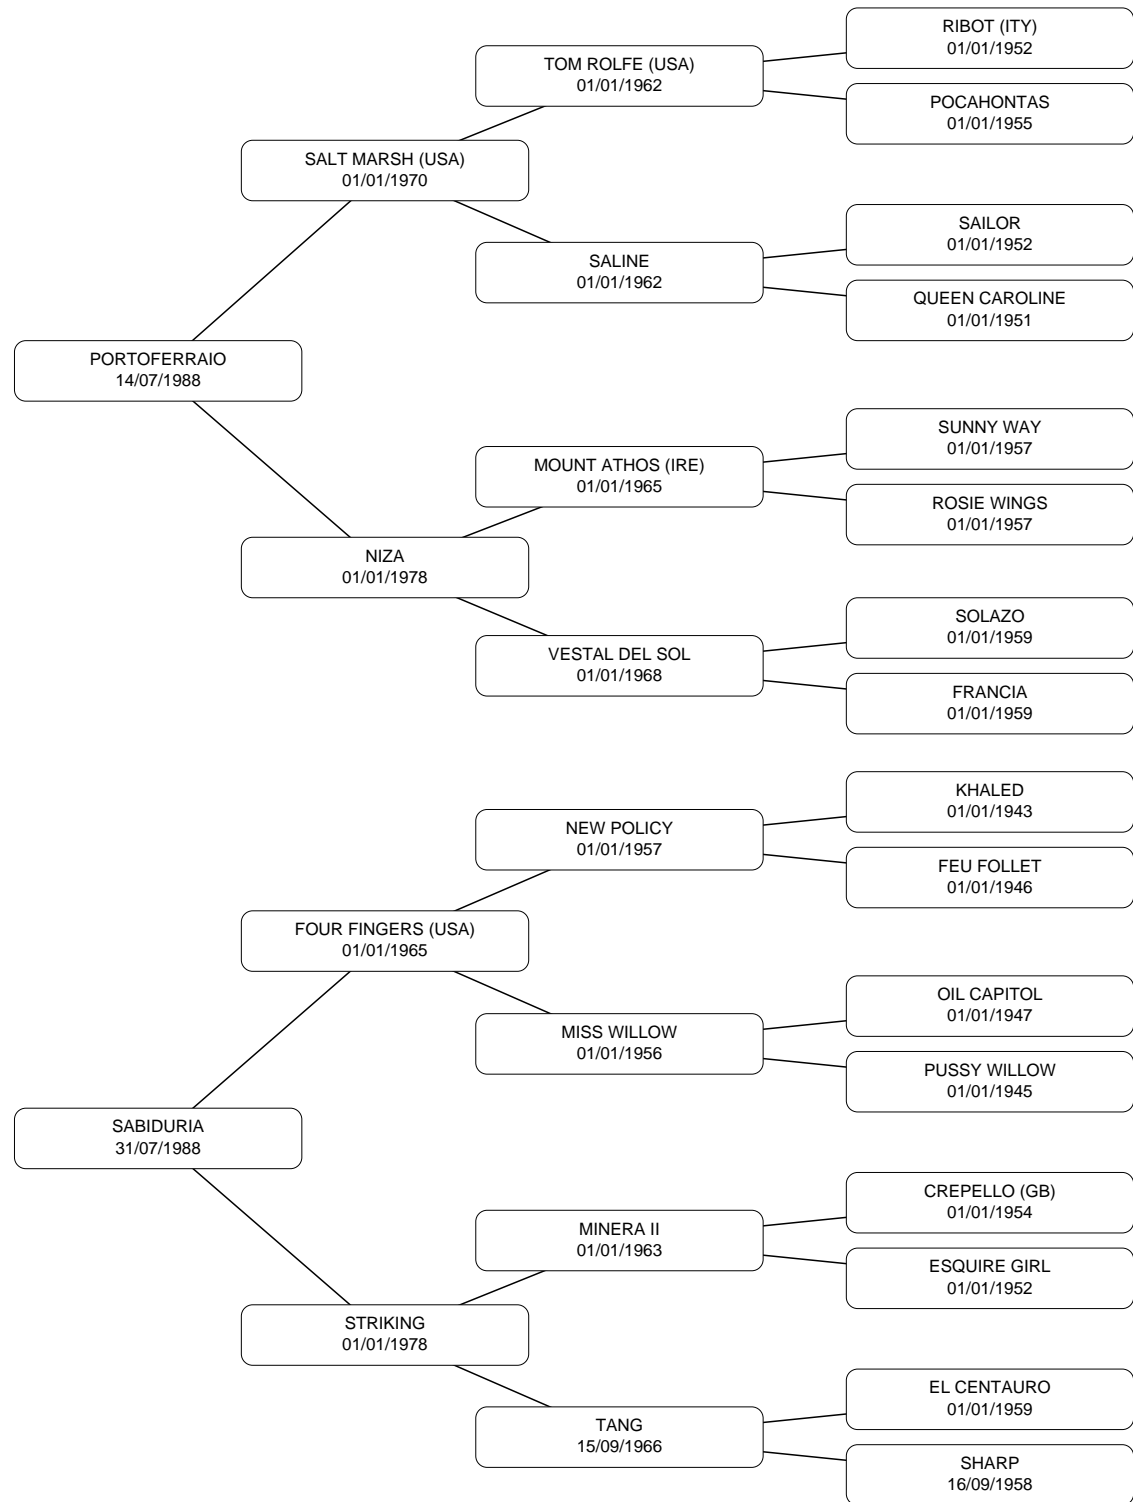 RIBOT (ITY)
01/01/1952
TOM ROLFE (USA)
01/01/1962
POCAHONTAS
01/01/1955
SALT MARSH (USA)
01/01/1970
SAILOR
01/01/1952
SALINE
01/01/1962
QUEEN CAROLINE
01/01/1951
PORTOFERRAIO
14/07/1988
SUNNY WAY
01/01/1957
MOUNT ATHOS (IRE)
01/01/1965
ROSIE WINGS
01/01/1957
NIZA
01/01/1978
SOLAZO
01/01/1959
VESTAL DEL SOL
01/01/1968
FRANCIA
01/01/1959
KHALED
01/01/1943
NEW POLICY
01/01/1957
FEU FOLLET
01/01/1946
FOUR FINGERS (USA)
01/01/1965
OIL CAPITOL
01/01/1947
MISS WILLOW
01/01/1956
PUSSY WILLOW
01/01/1945
SABIDURIA
31/07/1988
CREPELLO (GB)
01/01/1954
MINERA II
01/01/1963
ESQUIRE GIRL
01/01/1952
STRIKING
01/01/1978
EL CENTAURO
01/01/1959
TANG
15/09/1966
SHARP
16/09/1958